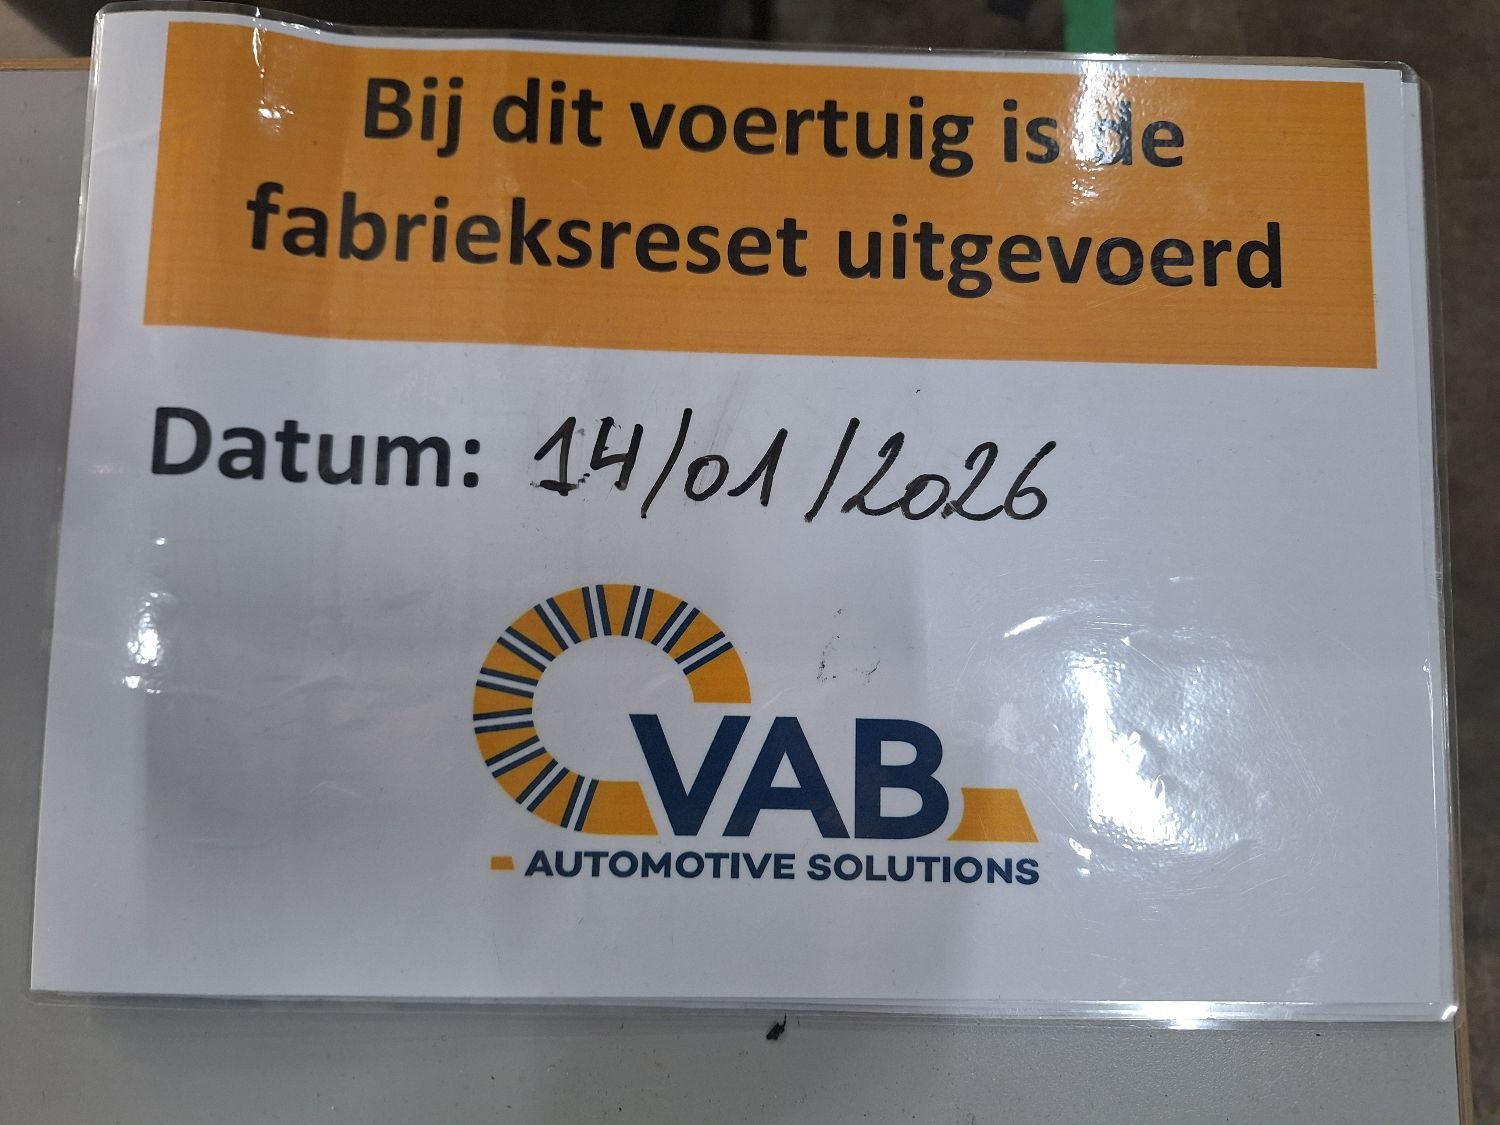 Bij dit voertuig is de
fabrieksreset uitgevoerd
Datum: 14/01/2026
VAB
AUTOMOTIVE SOLUTIONS